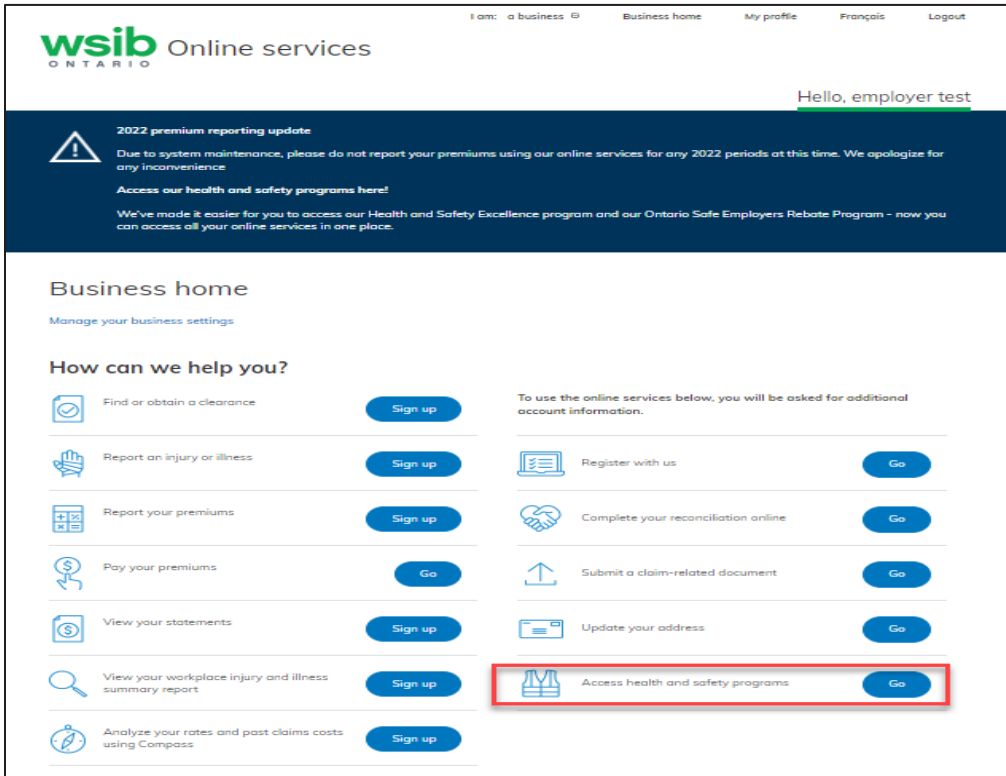 I am: a business
Business home
My profile
Français
Logout
wsib
ONTARIO
Online services
Hello, employer test
2022 premium reporting update
Due to system maintenance, please do not report your premiums using our online services for any 2022 periods at this time. We apologize for
any inconvenience
Access our health and safety programs here!
We've made it easier for you to access our Health and Safety Excellence program and our Ontario Safe Employers Rebate Program - now you
can access all your online services in one place.
Business home
Manage your business settings
How can we help you?
Find or obtain a clearance
Sign up
Report an injury or illness
Sign up
Report your premiums
Sign up
Pay your premiums
Go
View your statements
Sign up
View your workplace injury and illness
summary report
Sign up
Analyze your rates and past claims costs
using Compass
Sign up
To use the online services below, you will be asked for additional
account information.
Register with us
Go
Complete your reconciliation online
Go
Submit a claim-related document
Go
Update your address
Go
Access health and safety programs
Go